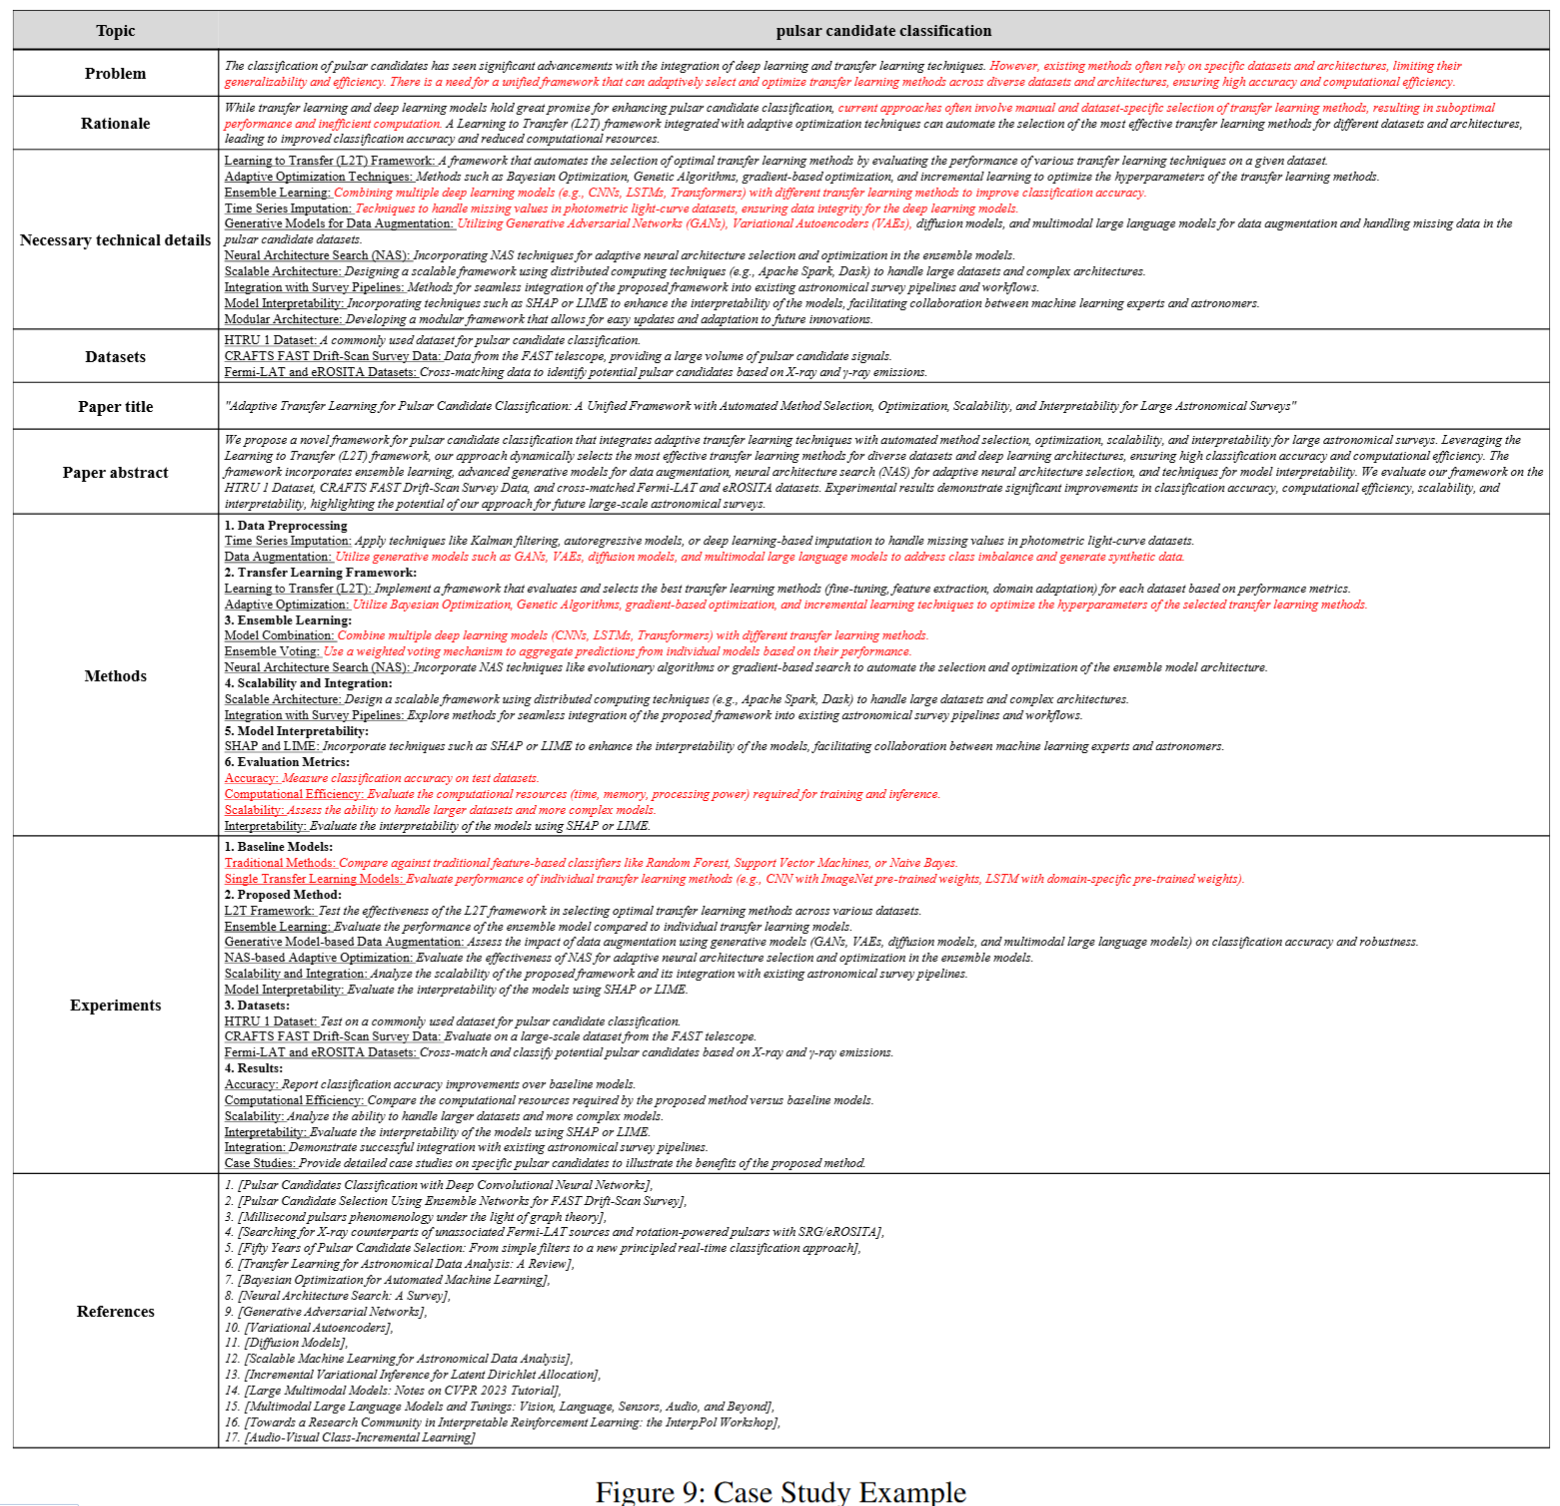 Topic
pulsar candidate classification
Problem
The classification of pulsar candidates has seen significant advancements with the integration of deep learning and transfer learning techniques. However, existing methods often rely on specific datasets and architectures, limiting their
generalizability and efficiency. There is a need for a unified framework that can adaptively select and optimize transfer learning methods across diverse datasets and architectures, ensuring high accuracy and computational efficiency.
Rationale
While transfer learning and deep learning models hold great promise for enhancing pulsar candidate classification, current approaches often involve manual and dataset-specific selection of transfer learning methods, resulting in suboptimal
performance and inefficient computation. A Learning to Transfer (L2T) framework integrated with adaptive optimization techniques can automate the selection of the most effective transfer learning methods for different datasets and architectures,
leading to improved classification accuracy and reduced computational resources.
Necessary technical details
Learning to Transfer (L2T) Framework: A framework that automates the selection of optimal transfer learning methods by evaluating the performance of various transfer learning techniques on a given dataset.
Adaptive Optimization Techniques: Methods such as Bayesian Optimization, Genetic Algorithms, gradient-based optimization, and incremental learning to optimize the hyperparameters of the transfer learning methods.
Ensemble Learning: Combining multiple deep learning models (e.g., CNNs, LSTMs, Transformers) with different transfer learning methods to improve classification accuracy.
Time Series Imputation: Techniques to handle missing values in photometric light-curve datasets, ensuring data integrity for the deep learning models.
Generative Models for Data Augmentation: Utilizing Generative Adversarial Networks (GANs), Variational Autoencoders (VAEs), diffusion models, and multimodal large language models for data augmentation and handling missing data in the
pulsar candidate datasets.
Neural Architecture Search (NAS): Incorporating NAS techniques for adaptive neural architecture selection and optimization in the ensemble models.
Scalable Architecture: Designing a scalable framework using distributed computing techniques (e.g., Apache Spark, Dask) to handle large datasets and complex architectures.
Integration with Survey Pipelines: Methods for seamless integration of the proposed framework into existing astronomical survey pipelines and workflows.
Model Interpretability: Incorporating techniques such as SHAP or LIME to enhance the interpretability of the models, facilitating collaboration between machine learning experts and astronomers.
Modular Architecture: Developing a modular framework that allows for easy updates and adaptation to future innovations.
Datasets
HTRU 1 Dataset: A commonly used dataset for pulsar candidate classification.
CRAFTS FAST Drift-Scan Survey Data: Data from the FAST telescope, providing a large volume of pulsar candidate signals.
Fermi-LAT and eROSITA Datasets: Cross-matching data to identify potential pulsar candidates based on X-ray and γ-ray emissions.
Paper title
"Adaptive Transfer Learning for Pulsar Candidate Classification: A Unified Framework with Automated Method Selection, Optimization, Scalability, and Interpretability for Large Astronomical Surveys"
Paper abstract
We propose a novel framework for pulsar candidate classification that integrates adaptive transfer learning techniques with automated method selection, optimization, scalability, and interpretability for large astronomical surveys. Leveraging the
Learning to Transfer (L2T) framework, our approach dynamically selects the most effective transfer learning methods for diverse datasets and deep learning architectures, ensuring high classification accuracy and computational efficiency. The
framework incorporates ensemble learning, advanced generative models for data augmentation, neural architecture search (NAS) for adaptive neural architecture selection, and techniques for model interpretability. We evaluate our framework on the
HTRU 1 Dataset, CRAFTS FAST Drift-Scan Survey Data, and cross-matched Fermi-LAT and eROSITA datasets. Experimental results demonstrate significant improvements in classification accuracy, computational efficiency, scalability, and
interpretability, highlighting the potential of our approach for future large-scale astronomical surveys.
Methods
1. Data Preprocessing
Time Series Imputation: Apply techniques like Kalman filtering, autoregressive models, or deep learning-based imputation to handle missing values in photometric light-curve datasets.
Data Augmentation: Utilize generative models such as GANs, VAEs, diffusion models, and multimodal large language models to address class imbalance and generate synthetic data.
2. Transfer Learning Framework:
Learning to Transfer (L2T): Implement a framework that evaluates and selects the best transfer learning methods (fine-tuning, feature extraction, domain adaptation) for each dataset based on performance metrics.
Adaptive Optimization: Utilize Bayesian Optimization, Genetic Algorithms, gradient-based optimization, and incremental learning techniques to optimize the hyperparameters of the selected transfer learning methods.
3. Ensemble Learning:
Model Combination: Combine multiple deep learning models (CNNs, LSTMs, Transformers) with different transfer learning methods.
Ensemble Voting: Use a weighted voting mechanism to aggregate predictions from individual models based on their performance.
Neural Architecture Search (NAS): Incorporate NAS techniques like evolutionary algorithms or gradient-based search to automate the selection and optimization of the ensemble model architecture.
4. Scalability and Integration:
Scalable Architecture: Design a scalable framework using distributed computing techniques (e.g., Apache Spark, Dask) to handle large datasets and complex architectures.
Integration with Survey Pipelines: Explore methods for seamless integration of the proposed framework into existing astronomical survey pipelines and workflows.
5. Model Interpretability:
SHAP and LIME: Incorporate techniques such as SHAP or LIME to enhance the interpretability of the models, facilitating collaboration between machine learning experts and astronomers.
6. Evaluation Metrics:
Accuracy: Measure classification accuracy on test datasets.
Computational Efficiency: Evaluate the computational resources (time, memory, processing power) required for training and inference.
Scalability: Assess the ability to handle larger datasets and more complex models.
Interpretability: Evaluate the interpretability of the models using SHAP or LIME.
Experiments
1. Baseline Models:
Traditional Methods: Compare against traditional feature-based classifiers like Random Forest, Support Vector Machines, or Naive Bayes.
Single Transfer Learning Models: Evaluate performance of individual transfer learning methods (e.g., CNN with ImageNet pre-trained weights, LSTM with domain-specific pre-trained weights).
2. Proposed Method:
L2T Framework: Test the effectiveness of the L2T framework in selecting optimal transfer learning methods across various datasets.
Ensemble Learning: Evaluate the performance of the ensemble model compared to individual transfer learning models.
Generative Model-based Data Augmentation: Assess the impact of data augmentation using generative models (GANs, VAEs, diffusion models, and multimodal large language models) on classification accuracy and robustness.
NAS-based Adaptive Optimization: Evaluate the effectiveness of NAS for adaptive neural architecture selection and optimization in the ensemble models.
Scalability and Integration: Analyze the scalability of the proposed framework and its integration with existing astronomical survey pipelines.
Model Interpretability: Evaluate the interpretability of the models using SHAP or LIME.
3. Datasets:
HTRU 1 Dataset: Test on a commonly used dataset for pulsar candidate classification.
CRAFTS FAST Drift-Scan Survey Data: Evaluate on a large-scale dataset from the FAST telescope.
Fermi-LAT and eROSITA Datasets: Cross-match and classify potential pulsar candidates based on X-ray and γ-ray emissions.
4. Results:
Accuracy: Report classification accuracy improvements over baseline models.
Computational Efficiency: Compare the computational resources required by the proposed method versus baseline models.
Scalability: Analyze the ability to handle larger datasets and more complex models.
Interpretability: Evaluate the interpretability of the models using SHAP or LIME.
Integration: Demonstrate successful integration with existing astronomical survey pipelines.
Case Studies: Provide detailed case studies on specific pulsar candidates to illustrate the benefits of the proposed method.
References
1. [Pulsar Candidates Classification with Deep Convolutional Neural Networks],
2. [Pulsar Candidate Selection Using Ensemble Networks for FAST Drift-Scan Survey],
3. [Millisecond pulsars phenomenology under the light of graph theory],
4. [Searching for X-ray counterparts of unassociated Fermi-LAT sources and rotation-powered pulsars with SRG/eROSITA],
5. [Fifty Years of Pulsar Candidate Selection: From simple filters to a new principled real-time classification approach],
6. [Transfer Learning for Astronomical Data Analysis: A Review],
7. [Bayesian Optimization for Automated Machine Learning],
8. [Neural Architecture Search: A Survey],
9. [Generative Adversarial Networks],
10. [Variational Autoencoders],
11. [Diffusion Models],
12. [Scalable Machine Learning for Astronomical Data Analysis],
13. [Incremental Variational Inference for Latent Dirichlet Allocation],
14. [Large Multimodal Models: Notes on CVPR 2023 Tutorial],
15. [Multimodal Large Language Models and Tunings: Vision, Language, Sensors, Audio, and Beyond],
16. [Towards a Research Community in Interpretable Reinforcement Learning: the InterpPol Workshop],
17. [Audio-Visual Class-Incremental Learning]
Figure 9: Case Study Example